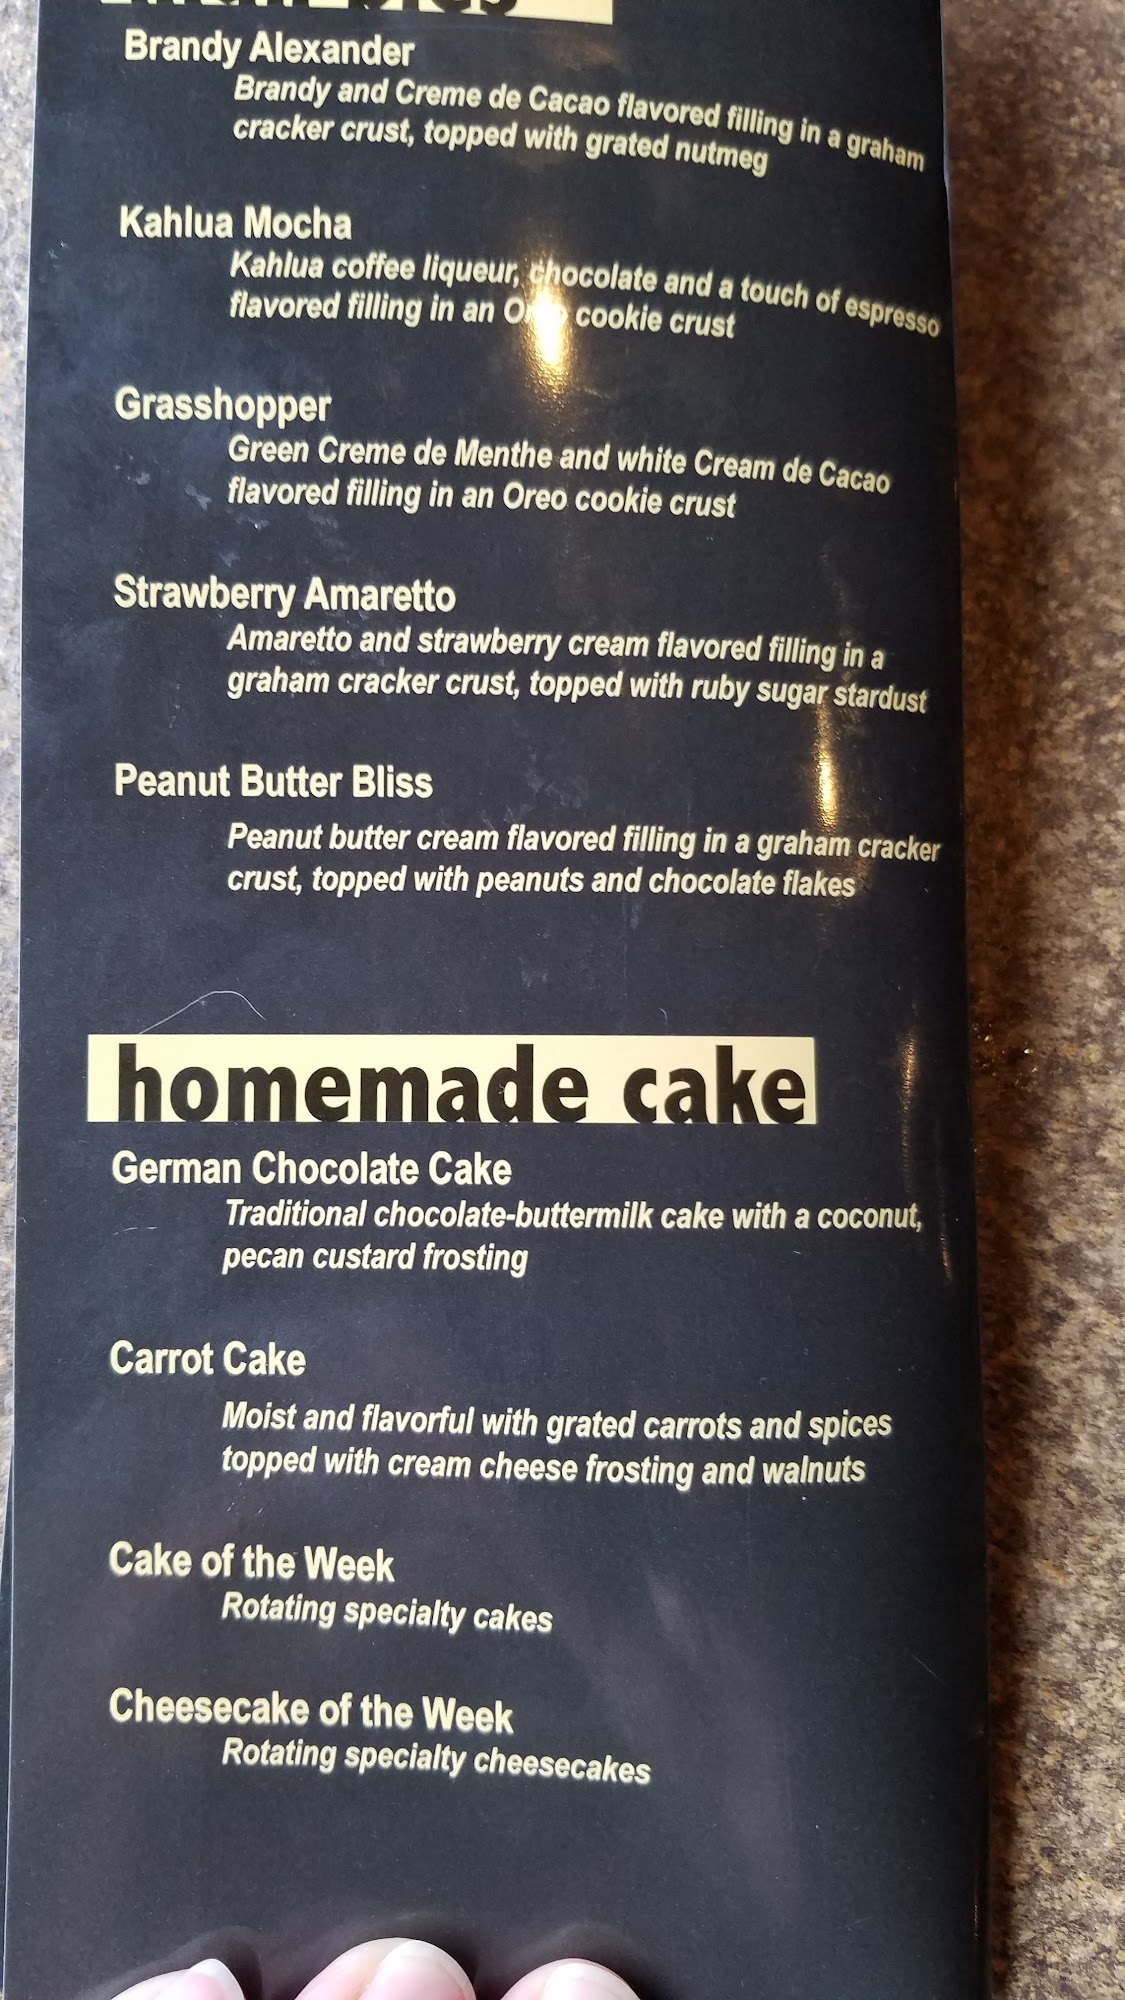 Brandy Alexander
Brandy and Creme de Cacao flavored filling in a graham
cracker crust, topped with grated nutmeg
Kahlua Mocha
Kahlua coffee liqueur, chocolate and a touch of espresso
flavored filling in an Oreo cookie crust
Grasshopper
Green Creme de Menthe and white Cream de Cacao
flavored filling in an Oreo cookie crust
Strawberry Amaretto
Amaretto and strawberry cream flavored filling in a
graham cracker crust, topped with ruby sugar stardust
Peanut Butter Bliss
Peanut butter cream flavored filling in a graham cracker
crust, topped with peanuts and chocolate flakes
homemade cake
German Chocolate Cake
Traditional chocolate-buttermilk cake with a coconut,
pecan custard frosting
Carrot Cake
Moist and flavorful with grated carrots and spices
topped with cream cheese frosting and walnuts
Cake of the Week
Rotating specialty cakes
Cheesecake of the Week
Rotating specialty cheesecakes